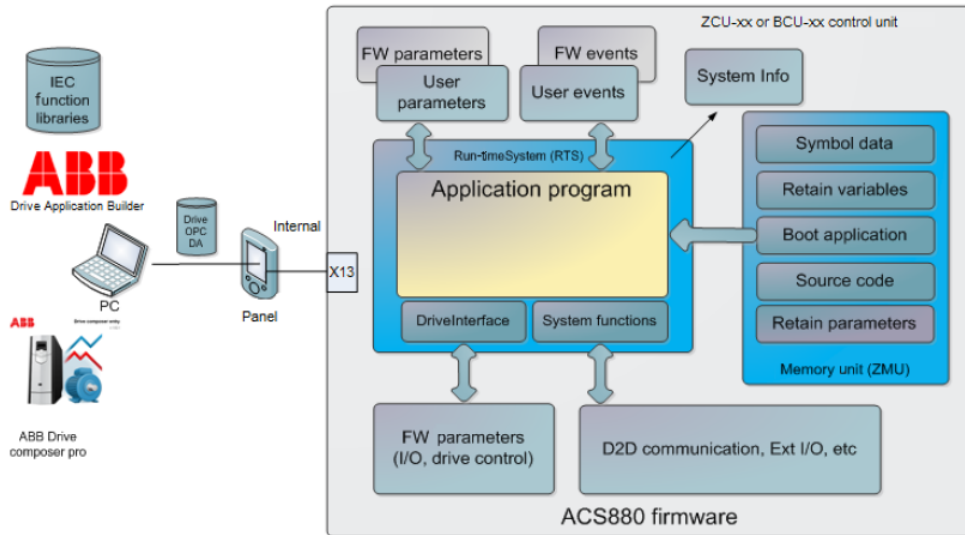 ZCU-xx or BCU-xx control unit
IEC
function
libraries
ABB
Drive Application Builder
Drive
OPC
DA
PC
Panel
Internal
X13
ABB
Drive composer entry
ABB Drive
composer pro
FW parameters
User
parameters
FW events
User events
System Info
Run-timeSystem (RTS)
Application program
DriveInterface
System functions
Symbol data
Retain variables
Boot application
Source code
Retain parameters
Memory unit (ZMU)
FW parameters
(I/O, drive control)
D2D communication, Ext I/O, etc
ACS880 firmware